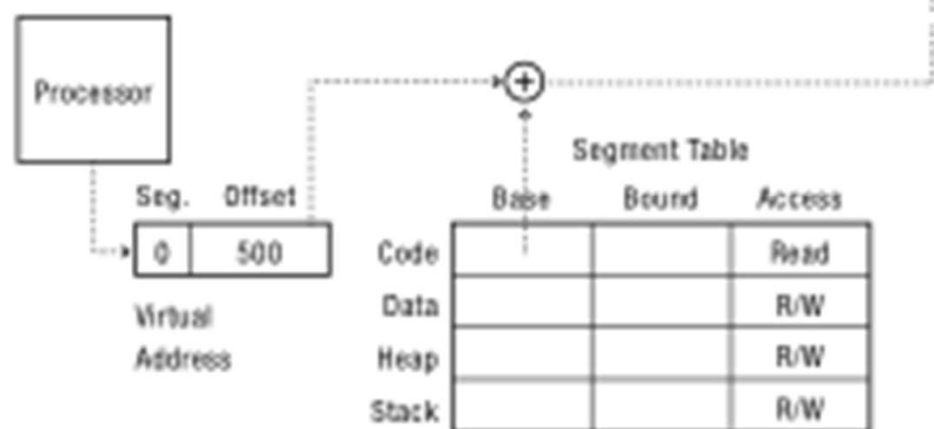 Processor
Segment Table
Seg. Offset
Base Bound Access
0 500
Code Read
Data R/W
Virtual
Address
Heap R/W
Stack R/W